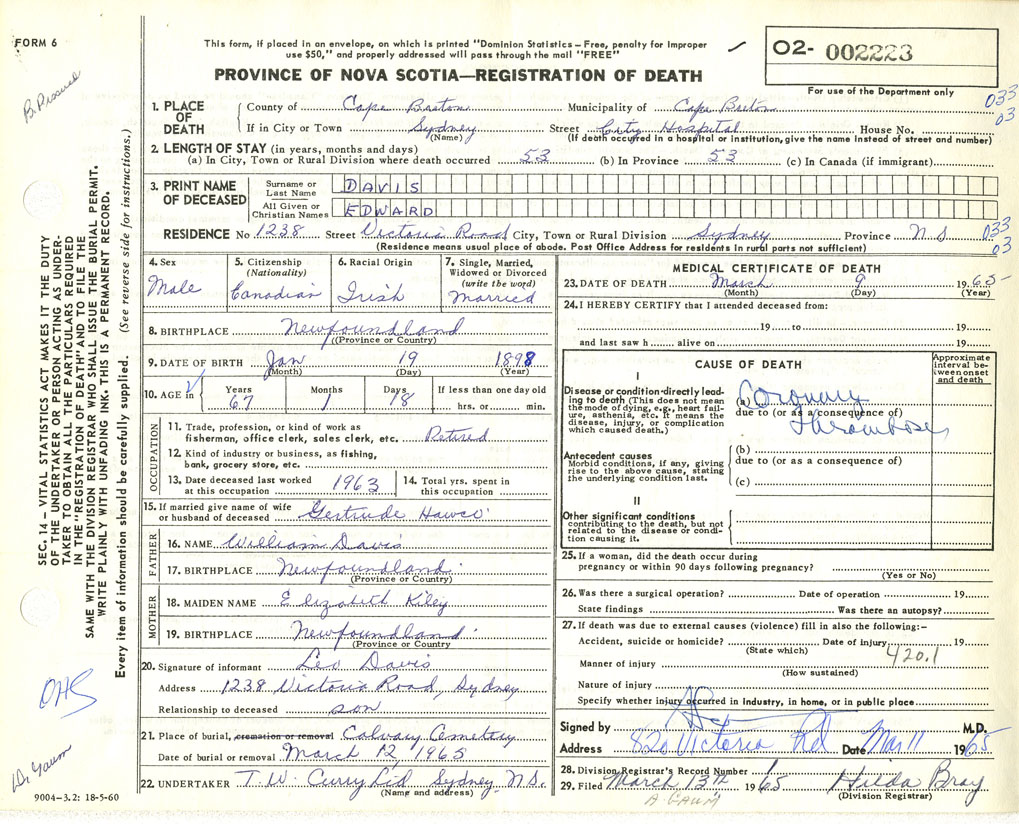 FORM 6
This form, if placed in an envelope, on which is printed "Dominion Statistics – Free, penalty for improper
use $50," and properly addressed will pass through the mail "FREE"
02- 002223
For use of the Department only
PROVINCE OF NOVA SCOTIA—REGISTRATION OF DEATH
033
03
1. PLACE OF DEATH
County of Cape Breton Municipality of Cape Breton
If in City or Town Sydney (Name) Street City Hospital House No.
(If death occurred in a hospital or institution, give the name instead of street and number)
2. LENGTH OF STAY (in years, months and days)
(a) In City, Town or Rural Division where death occurred 53 (b) In Province 53 (c) In Canada (if immigrant)
3. PRINT NAME OF DECEASED
Surname or Last Name DAVIS
All Given or Christian Names EDWARD
RESIDENCE No 1238 Street Victoria Road City, Town or Rural Division Sydney Province N S
033
03
(Residence means usual place of abode. Post Office Address for residents in rural parts not sufficient)
4. Sex
Male
5. Citizenship (Nationality)
Canadian
6. Racial Origin
Irish
7. Single, Married, Widowed or Divorced (write the word)
Married
8. BIRTHPLACE Newfoundland
(Province or Country)
9. DATE OF BIRTH Jan 19 1898
(Month) (Day) (Year)
10. AGE in Years 67 Months 1 Days 18 If less than one day old
hrs. or min.
OCCUPATION
11. Trade, profession, or kind of work as
fisherman, office clerk, sales clerk, etc. Retired
12. Kind of industry or business, as fishing,
bank, grocery store, etc.
13. Date deceased last worked
at this occupation 1963
14. Total yrs. spent in
this occupation
15. If married give name of wife
or husband of deceased Gertrude Hawco
FATHER
16. NAME William Davis
17. BIRTHPLACE Newfoundland
(Province or Country)
MOTHER
18. MAIDEN NAME Elizabeth Kiley
19. BIRTHPLACE Newfoundland
(Province or Country)
20. Signature of informant Leo Davis
Address 1238 Victoria Road, Sydney
Relationship to deceased son
21. Place of burial, cremation or removal Calvary Cemetery
Date of burial or removal March 12, 1965
22. UNDERTAKER T. W. Curry Ltd Sydney N.S.
(Name and address)
MEDICAL CERTIFICATE OF DEATH
23. DATE OF DEATH March 9 1965
(Month) (Day) (Year)
24. I HEREBY CERTIFY that I attended deceased from:
19 to 19
and last saw h alive on 19
CAUSE OF DEATH
Approximate interval between onset and death
I
Disease or condition directly leading to death (This does not mean
the mode of dying, e.g., heart failure, asthenia, etc. It means the
disease, injury, or complication
which caused death.)
(a) Coronary
due to (or as a consequence of)
Thrombosis
Antecedent causes
Morbid conditions, if any, giving
rise to the above cause, stating
the underlying condition last.
(b)
due to (or as a consequence of)
(c)
II
Other significant conditions
contributing to the death, but not
related to the disease or condition causing it.
25. If a woman, did the death occur during
pregnancy or within 90 days following pregnancy?
(Yes or No)
26. Was there a surgical operation? Date of operation 19
State findings Was there an autopsy?
27. If death was due to external causes (violence) fill in also the following:–
Accident, suicide or homicide? Date of injury 19
(State which)
420.1
Manner of injury
(How sustained)
Nature of injury
Specify whether injury occurred in industry, in home, or in public place
Signed by M.D.
Address 820 Victoria Rd Date Mar 11 1965
28. Division Registrar's Record Number
29. Filed March 13th 1965 Hilda Bray
(Division Registrar)
A GAUM
SEC. 14 – VITAL STATISTICS ACT MAKES IT THE DUTY
OF THE UNDERTAKER OR PERSON ACTING AS UNDER-
TAKER TO OBTAIN ALL THE PARTICULARS REQUIRED
IN THE "REGISTRATION OF DEATH" AND TO FILE THE
SAME WITH THE DIVISION REGISTRAR WHO SHALL ISSUE THE BURIAL PERMIT.
WRITE PLAINLY WITH UNFADING INK. THIS IS A PERMANENT RECORD.
Every item of information should be carefully supplied. (See reverse side for instructions.)
OHS
Dr Gaum
9004–3.2: 18-5-60